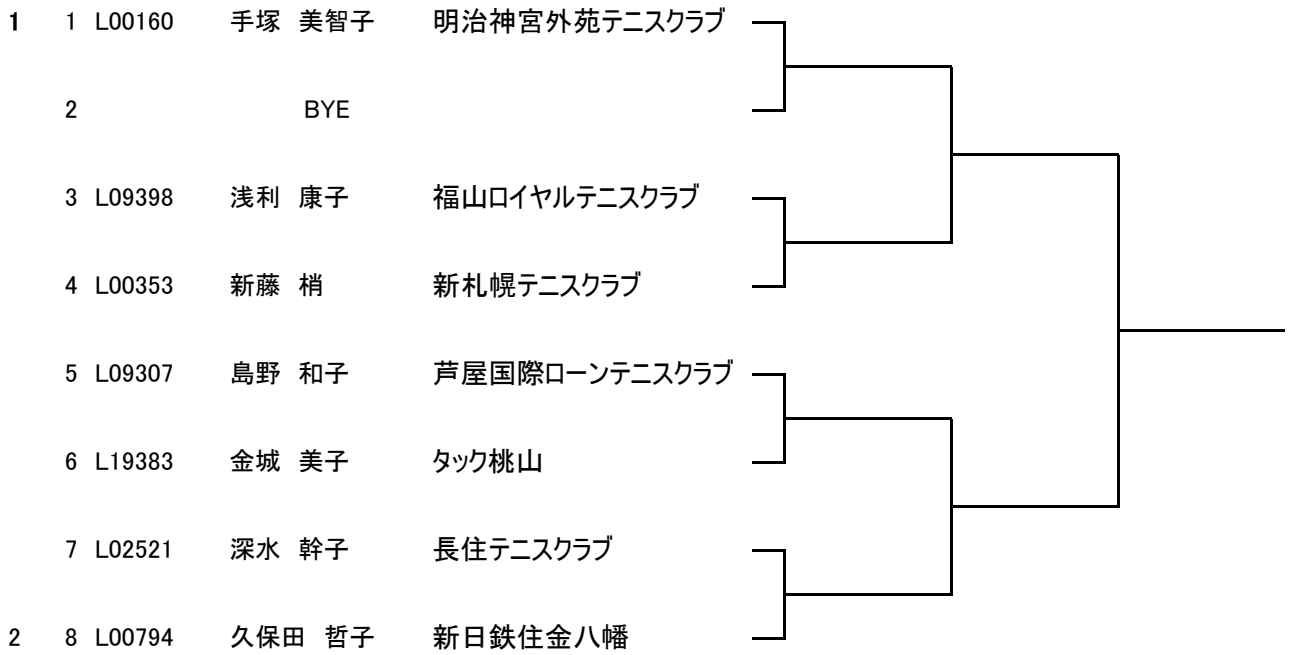 1 1 L00160 手塚 美智子 明治神宮外苑テニスクラブ
2 BYE
3 L09398 浅利 康子 福山ロイヤルテニスクラブ
4 L00353 新藤 梢 新札幌テニスクラブ
5 L09307 島野 和子 芦屋国際ローンテニスクラブ
6 L19383 金城 美子 タック桃山
7 L02521 深水 幹子 長住テニスクラブ
2 8 L00794 久保田 哲子 新日鉄住金八幡